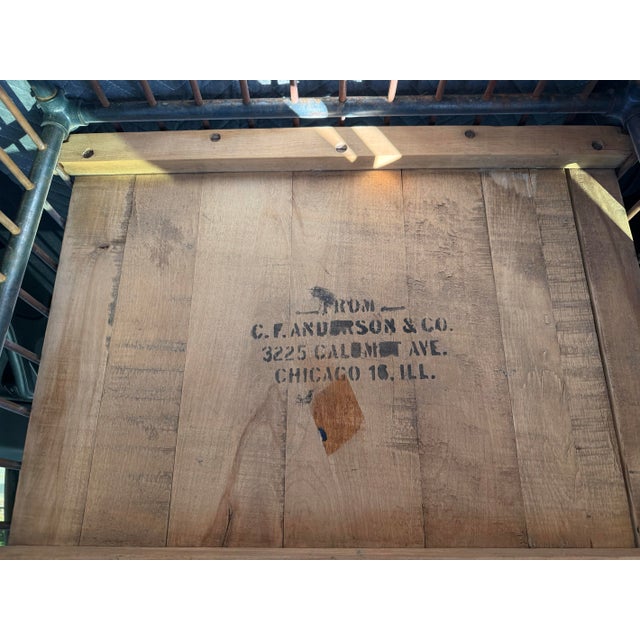 FROM
C. F. ANDERSON & CO.
3225 CALUMET AVE.
CHICAGO 16, ILL.